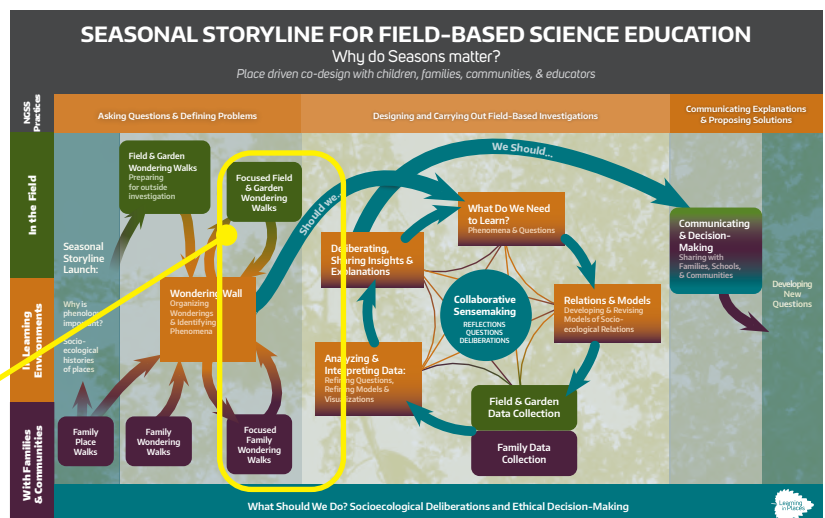 SEASONAL STORYLINE FOR FIELD-BASED SCIENCE EDUCATION
Why do Seasons matter?
Place driven co-design with children, families, communities, & educators
NGSS
Practices
Asking Questions & Defining Problems
Designing and Carrying Out Field-Based Investigations
Communicating Explanations
& Proposing Solutions
In the Field
In Learning
Environments
With Families
& Communities
Seasonal
Storyline
Launch:
Why is
phenology
important?
Socio-
ecological
histories
of places
Field & Garden
Wondering Walks
Preparing
for outside
investigation
Focused Field
& Garden
Wondering
Walks
Wondering Wall
Organizing
Wonderings
& Identifying
Phenomena
Family
Place
Walks
Family
Wondering
Walks
Focused
Family
Wondering
Walks
Should we...
We Should...
What Do We Need
to Learn?
Phenomena & Questions
Deliberating,
Sharing Insights &
Explanations
Collaborative
Sensemaking
REFLECTIONS
QUESTIONS
DELIBERATIONS
Relations & Models
Developing & Revising
Models of Socio-
ecological Relations
Analyzing &
Interpreting Data:
Refining Questions,
Refining Models &
Visualizations
Field & Garden
Data Collection
Family Data
Collection
Communicating
& Decision-
Making
Sharing with
Families, Schools,
& Communities
Developing
New
Questions
What Should We Do? Socioecological Deliberations and Ethical Decision-Making
Learning
in Places